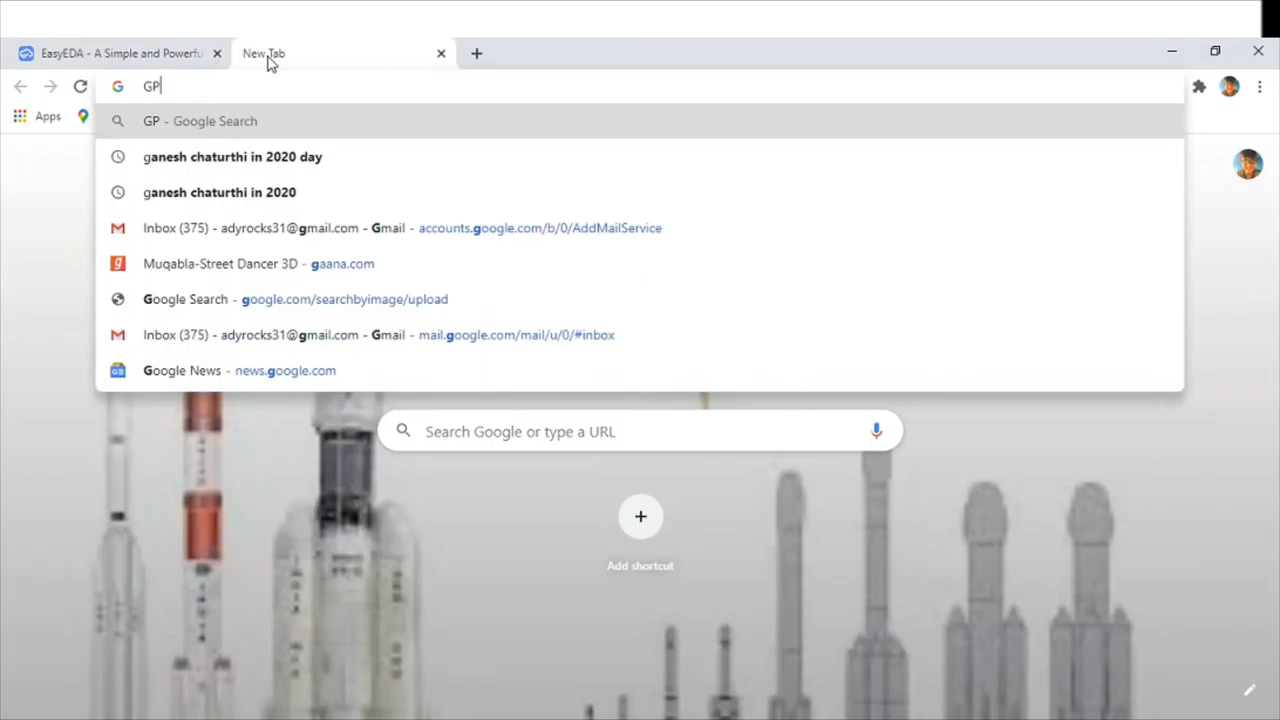 EasyEDA - A Simple and Powerfu
New Tab
GP
Apps
GP - Google Search
ganesh chaturthi in 2020 day
ganesh chaturthi in 2020
Inbox (375) - adyrocks31@gmail.com - Gmail - accounts.google.com/b/0/AddMailService
Muqabla-Street Dancer 3D - gaana.com
Google Search - google.com/searchbyimage/upload
Inbox (375) - adyrocks31@gmail.com - Gmail - mail.google.com/mail/u/0/#inbox
Google News - news.google.com
Search Google or type a URL
Add shortcut